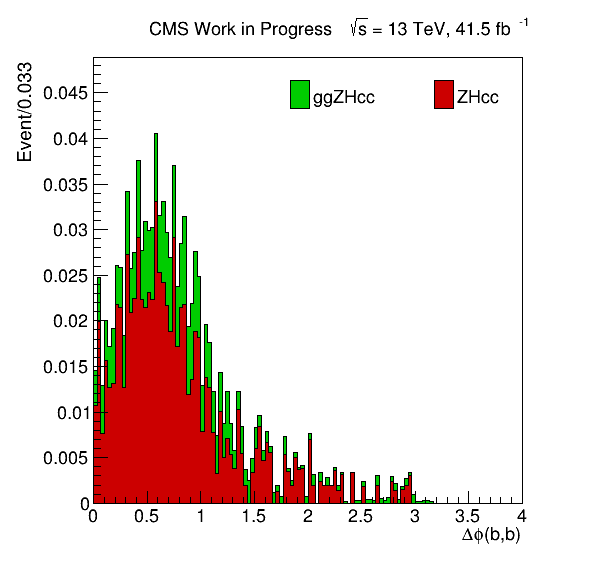 CMS Work in Progress √s = 13 TeV, 41.5 fb⁻¹
Event/0.033
ggZHcc ZHcc
0.045
0.04
0.035
0.03
0.025
0.02
0.015
0.01
0.005
0
0 0.5 1 1.5 2 2.5 3 3.5 4
Δϕ(b,b)